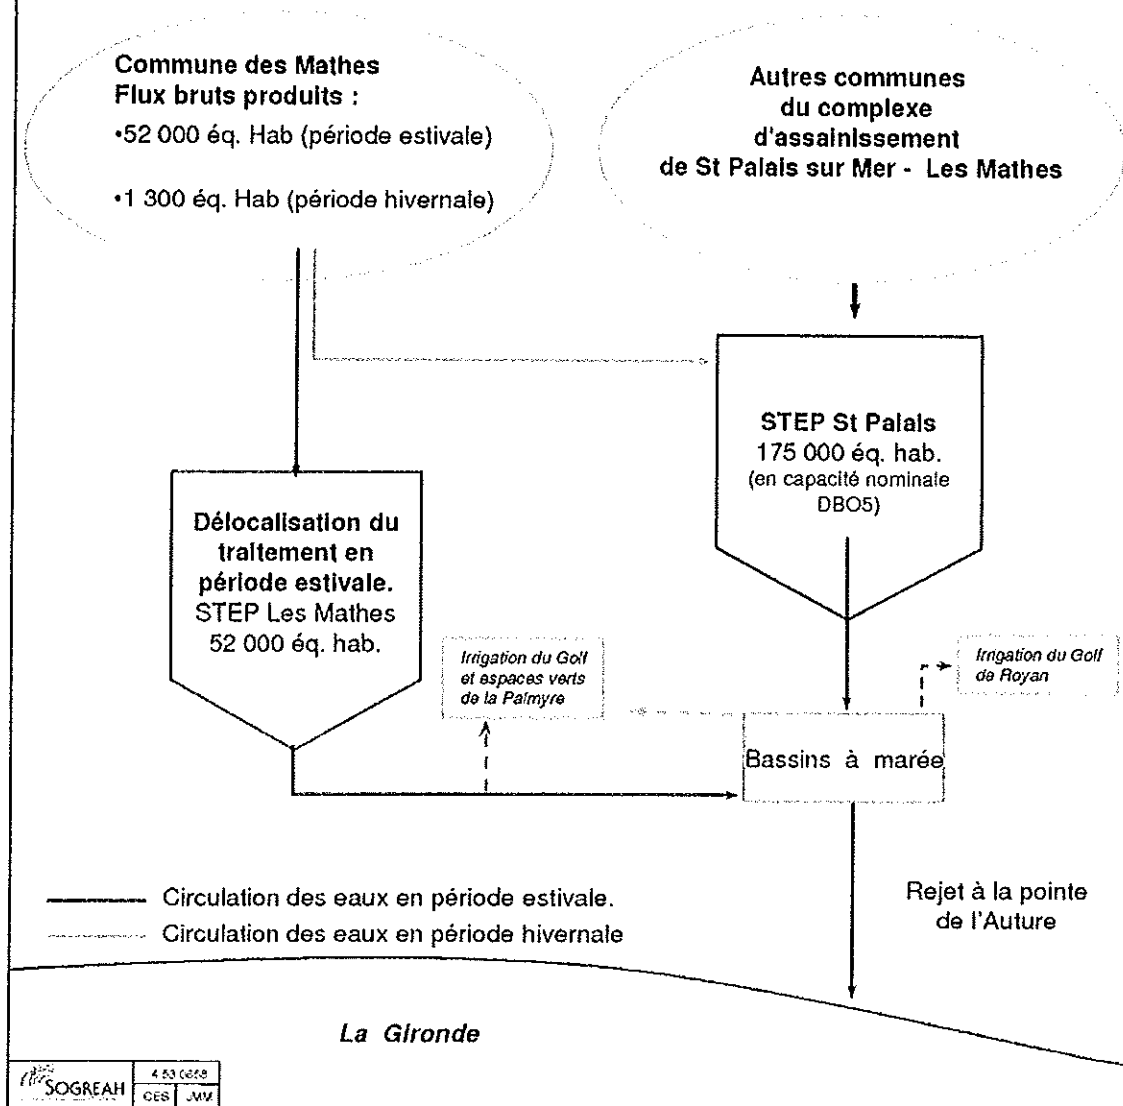 Commune des Mathes
Flux bruts produits :
•52 000 éq. Hab (période estivale)
•1 300 éq. Hab (période hivernale)
Autres communes
du complexe
d'assainissement
de St Palais sur Mer - Les Mathes
STEP St Palais
175 000 éq. hab.
(en capacité nominale
DBO5)
Délocalisation du
traitement en
période estivale.
STEP Les Mathes
52 000 éq. hab.
Irrigation du Golf
et espaces verts
de la Palmyre
Irrigation du Golf
de Royan
Bassins à marée
Circulation des eaux en période estivale.
Circulation des eaux en période hivernale
Rejet à la pointe
de l'Auture
La Gironde
SOGREAH
CES JMM